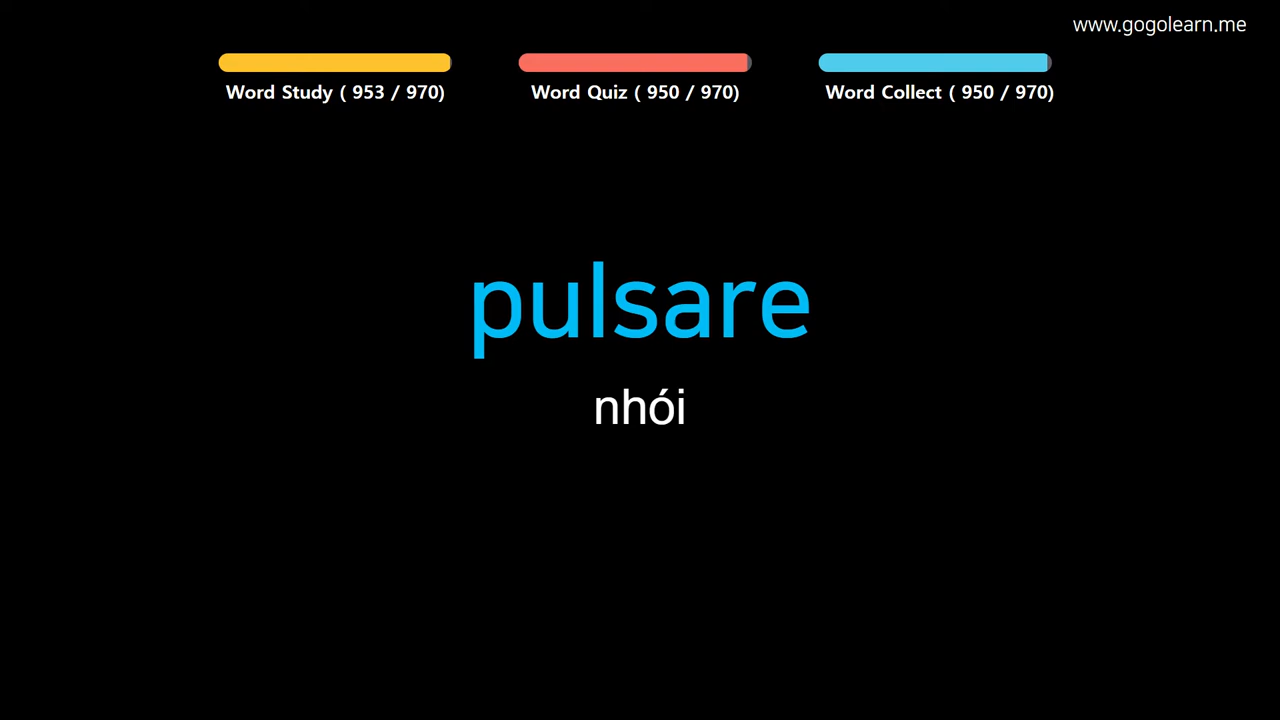 www.gogolearn.me
Word Study ( 953 / 970)
Word Quiz ( 950 / 970)
Word Collect ( 950 / 970)
pulsare
nhói